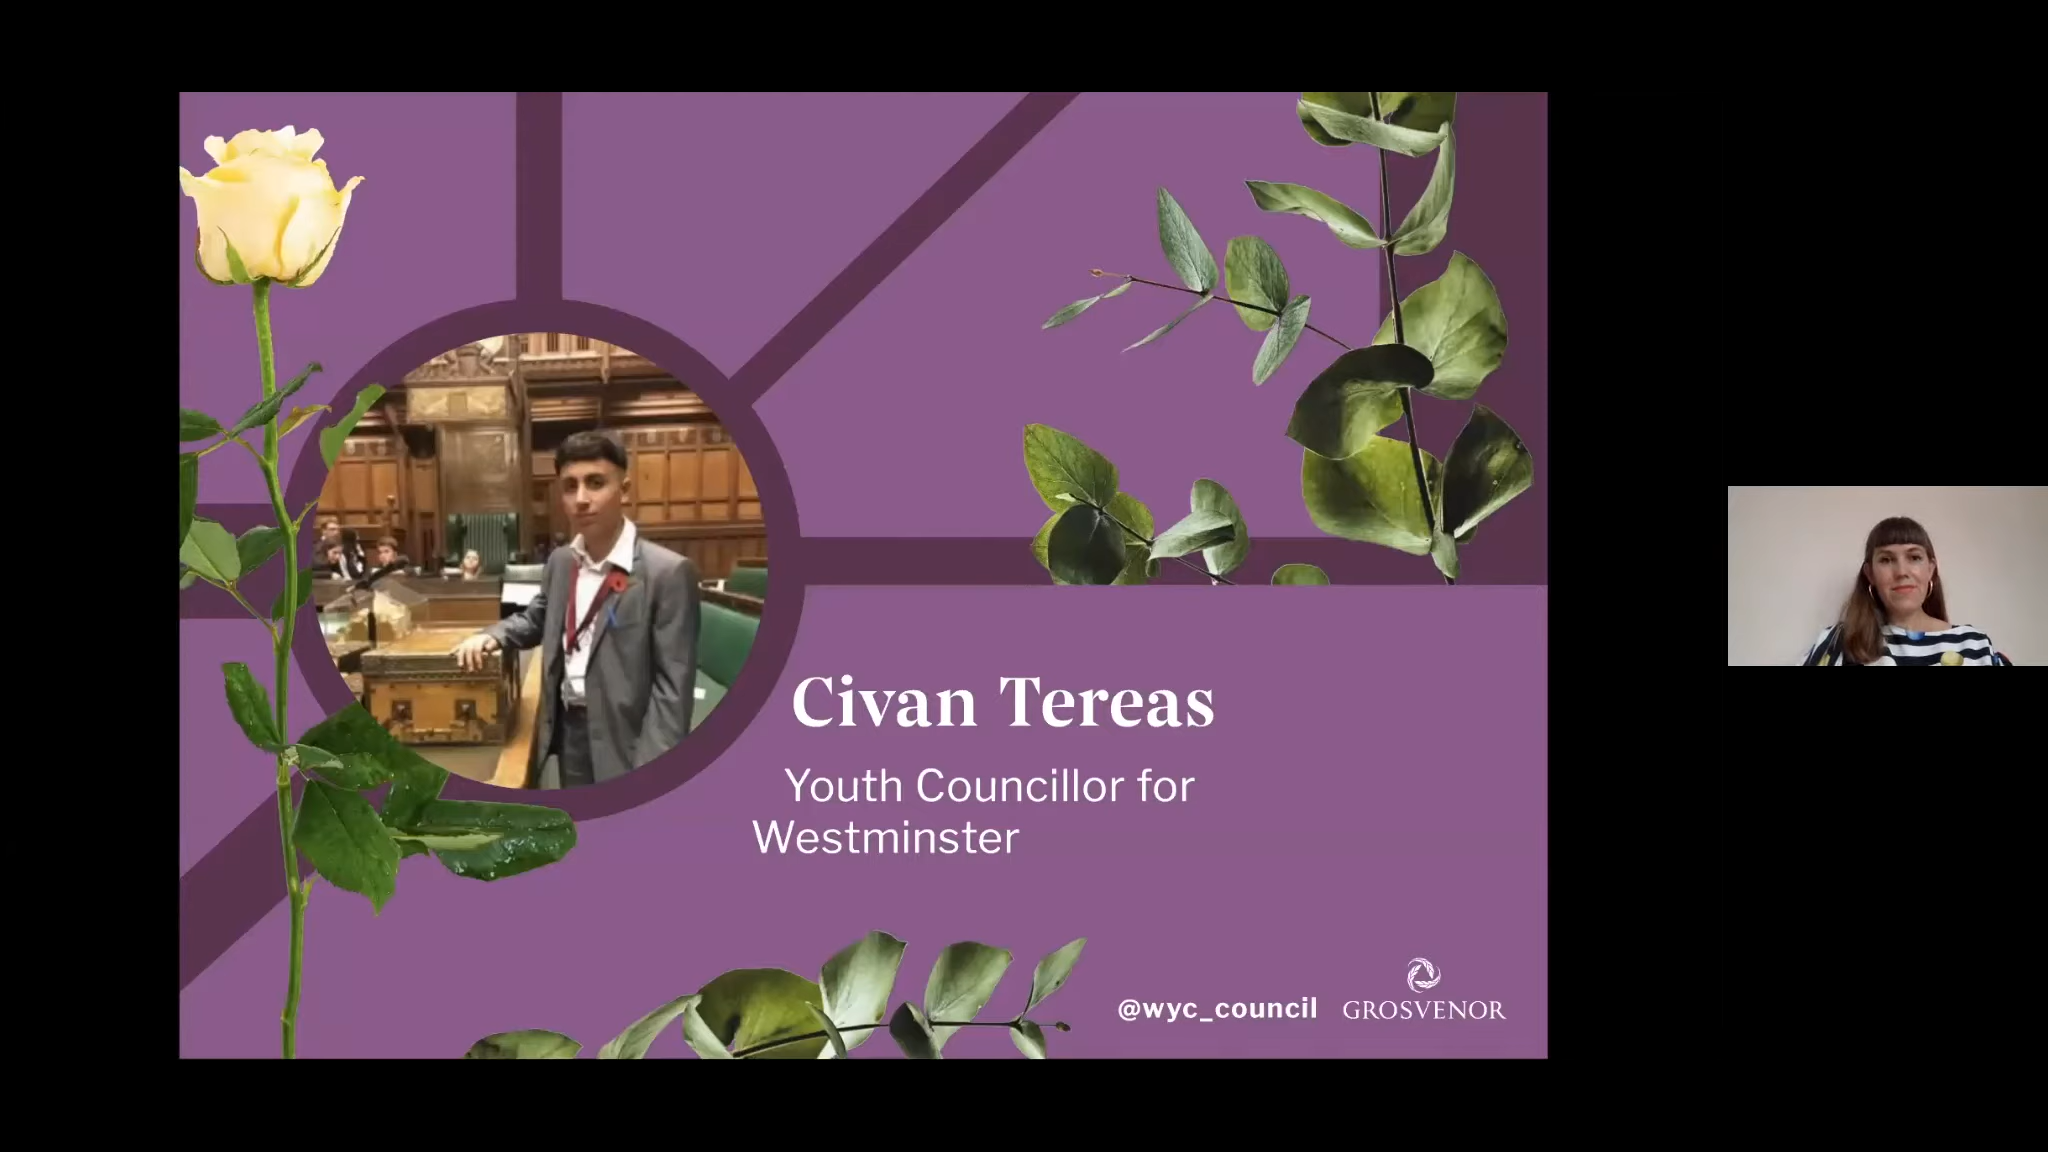 Civan Tereas
Youth Councillor for
Westminster
@wyc_council
GROSVENOR